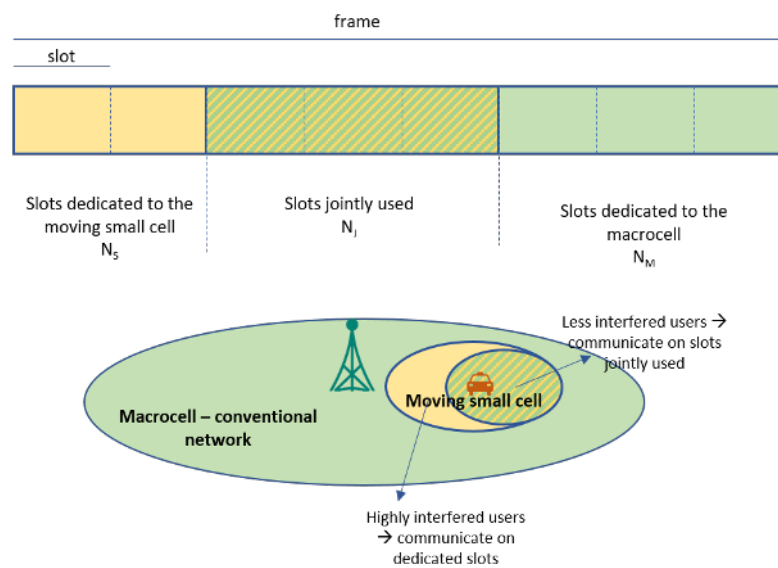 frame
slot
Slots dedicated to the
moving small cell
N_S
Slots jointly used
N_J
Slots dedicated to the
macrocell
N_M
Less interfered users →
communicate on slots
jointly used
Macrocell – conventional
network
Moving small cell
Highly interfered users
→ communicate on
dedicated slots